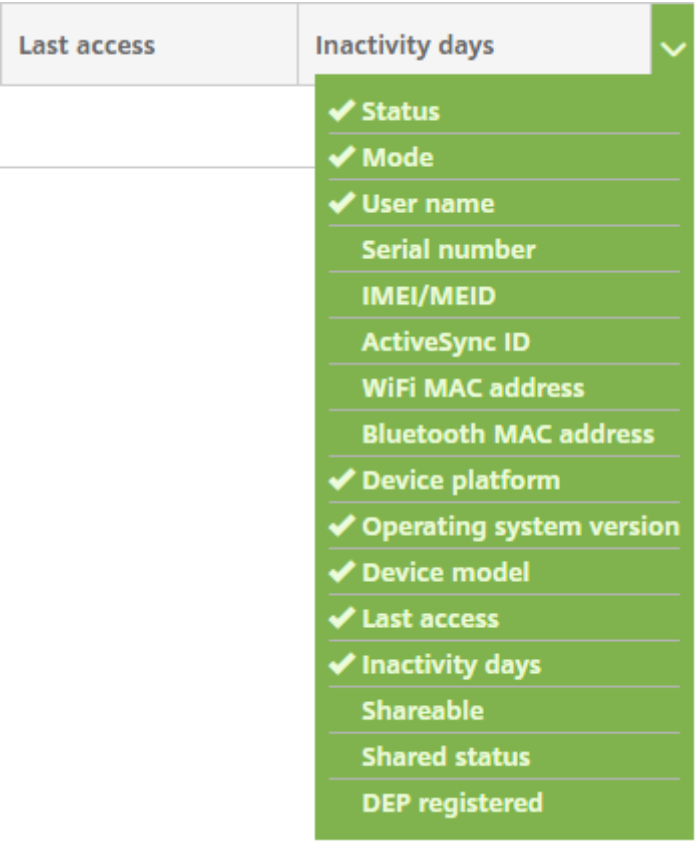 Last access
Inactivity days
Status
Mode
User name
Serial number
IMEI/MEID
ActiveSync ID
WiFi MAC address
Bluetooth MAC address
Device platform
Operating system version
Device model
Last access
Inactivity days
Shareable
Shared status
DEP registered